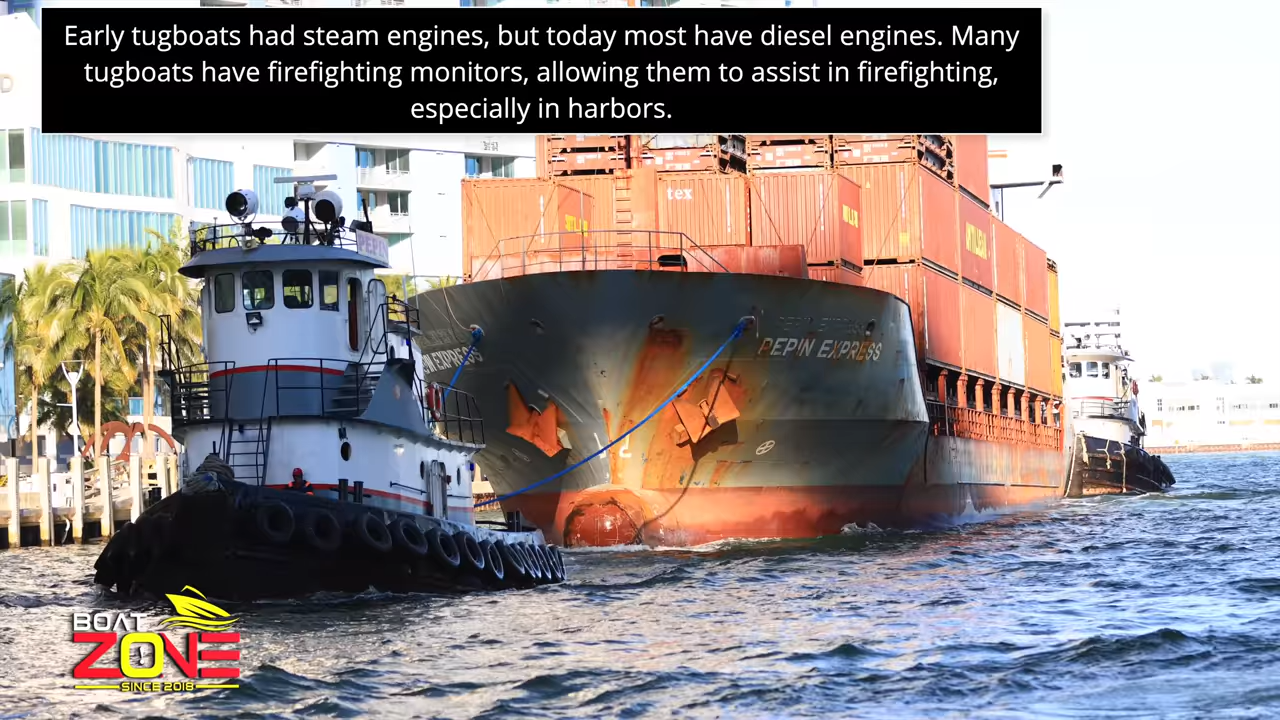 Early tugboats had steam engines, but today most have diesel engines. Many
tugboats have firefighting monitors, allowing them to assist in firefighting,
especially in harbors.
tex
PEPIN EXPRESS
BOAT
ZONE
SINCE 2018